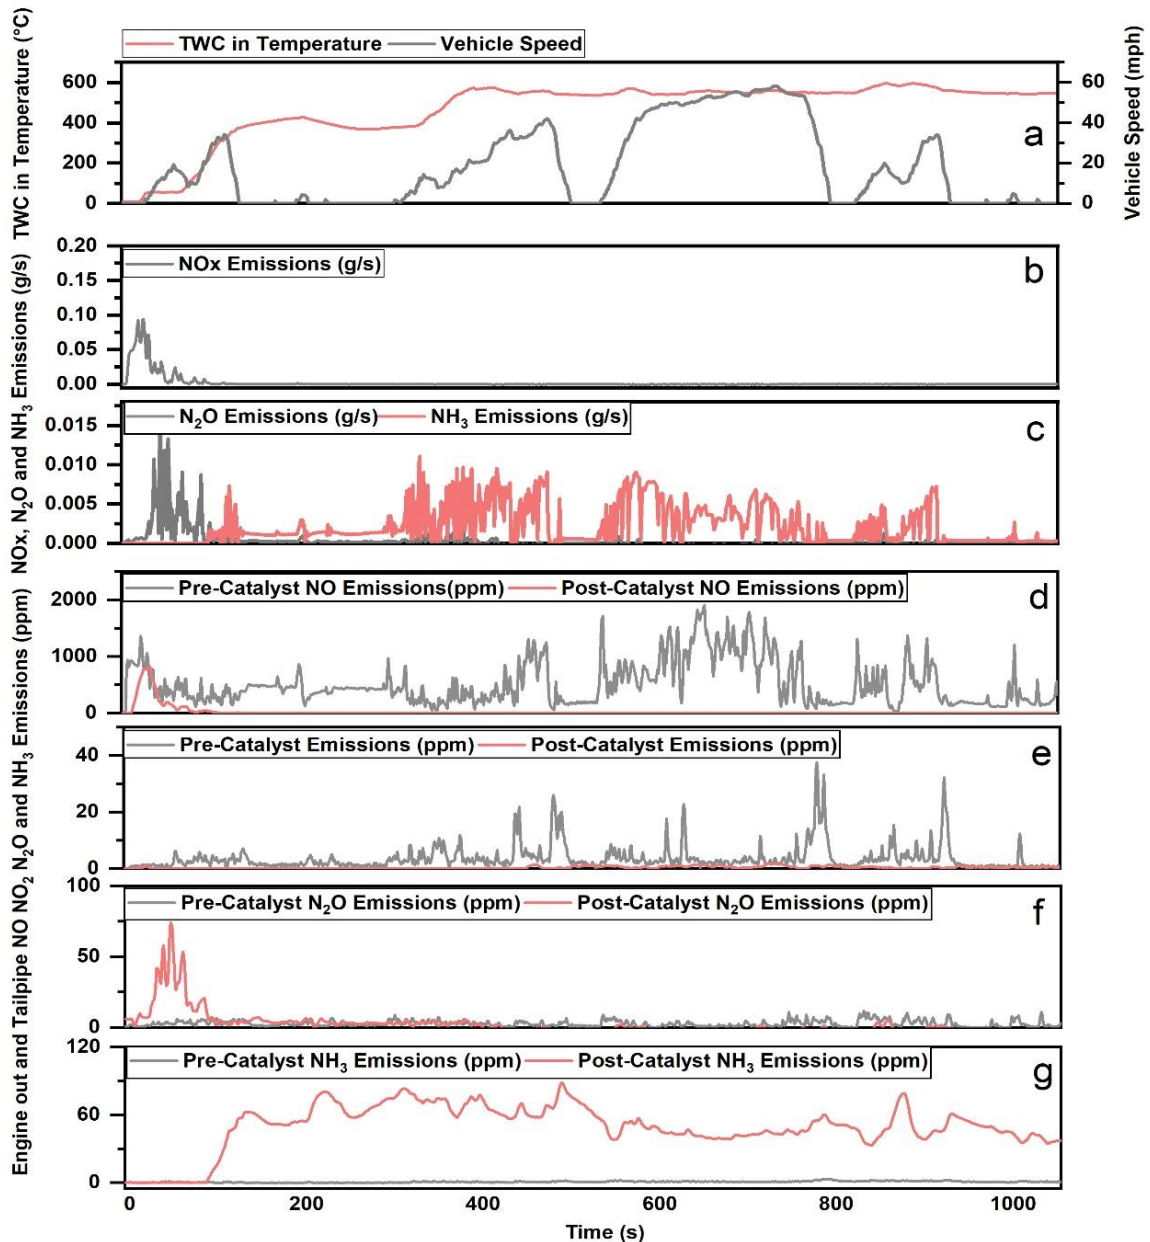 TWC in Temperature Vehicle Speed
TWC in Temperature (°C)
600
400
200
0
a
60
40
20
0
Vehicle Speed (mph)
NOx, N₂O and NH₃ Emissions (g/s)
NOx Emissions (g/s)
b
0.20
0.15
0.10
0.05
0.00
N₂O Emissions (g/s) NH₃ Emissions (g/s)
c
0.015
0.010
0.005
0.000
Engine out and Tailpipe NO NO₂ N₂O and NH₃ Emissions (ppm)
Pre-Catalyst NO Emissions(ppm) Post-Catalyst NO Emissions (ppm)
d
2000
1000
0
Pre-Catalyst Emissions (ppm) Post-Catalyst Emissions (ppm)
e
40
20
0
Pre-Catalyst N₂O Emissions (ppm) Post-Catalyst N₂O Emissions (ppm)
f
100
50
0
Pre-Catalyst NH₃ Emissions (ppm) Post-Catalyst NH₃ Emissions (ppm)
g
120
60
0
0 200 400 600 800 1000
Time (s)